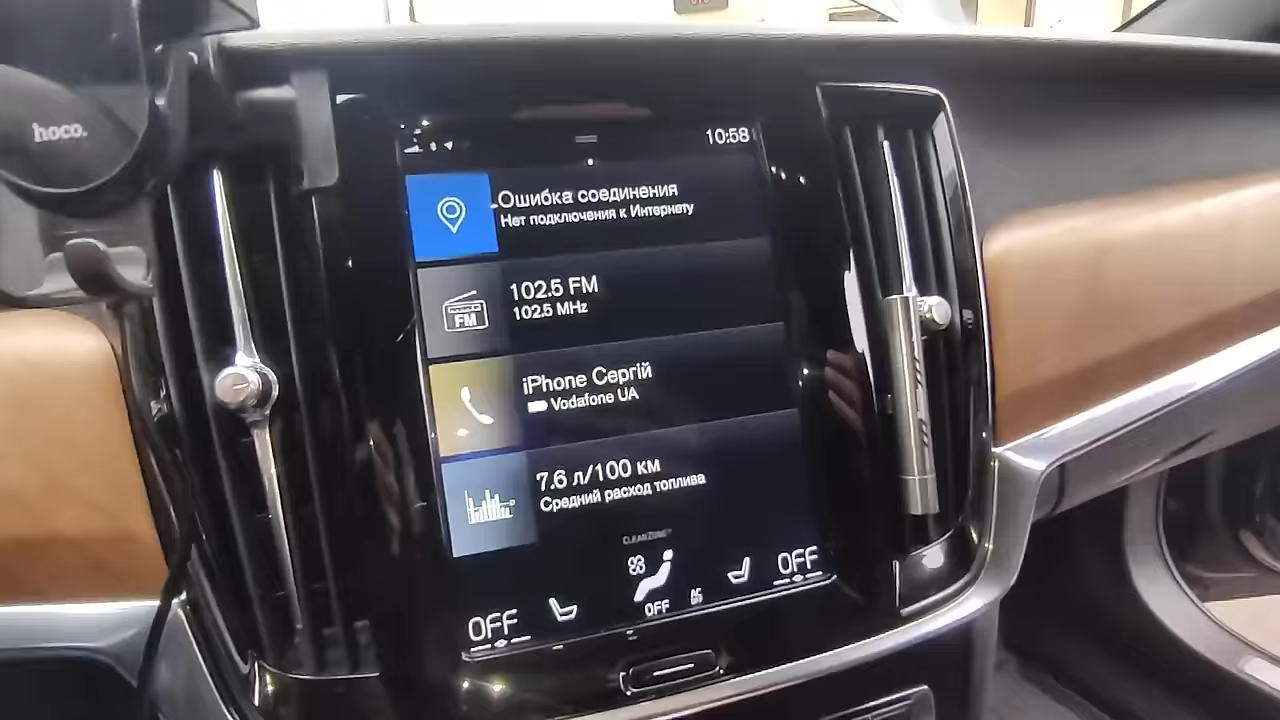 hoco.
10:58
Ошибка соединения
Нет подключения к Интернету
102.5 FM
102.5 MHz
FM
iPhone Сергій
Vodafone UA
7.6 л/100 км
Средний расход топлива
CLEANZONE
OFF
OFF
OFF